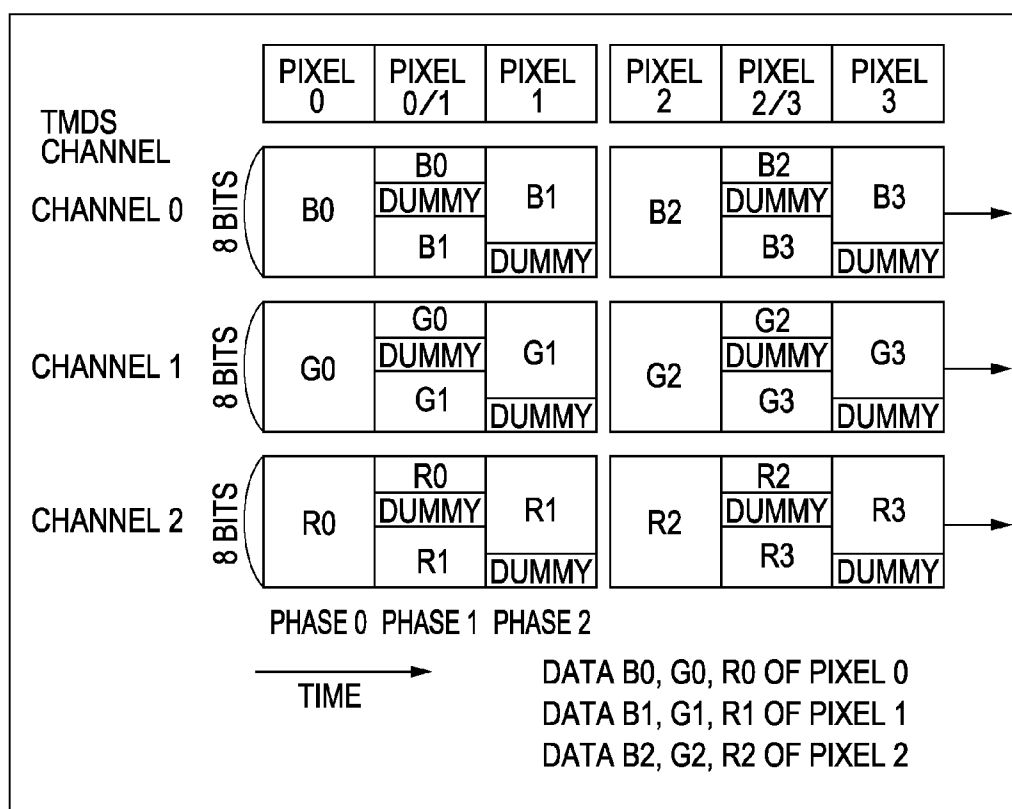 PIXEL 0 PIXEL 0/1 PIXEL 1 PIXEL 2 PIXEL 2/3 PIXEL 3
TMDS
CHANNEL
CHANNEL 0
8 BITS
B0
B0
DUMMY
B1
B1
DUMMY
B2
B2
DUMMY
B3
B3
DUMMY
CHANNEL 1
8 BITS
G0
G0
DUMMY
G1
G1
DUMMY
G2
G2
DUMMY
G3
G3
DUMMY
CHANNEL 2
8 BITS
R0
R0
DUMMY
R1
R1
DUMMY
R2
R2
DUMMY
R3
R3
DUMMY
PHASE 0 PHASE 1 PHASE 2
TIME
DATA B0, G0, R0 OF PIXEL 0
DATA B1, G1, R1 OF PIXEL 1
DATA B2, G2, R2 OF PIXEL 2